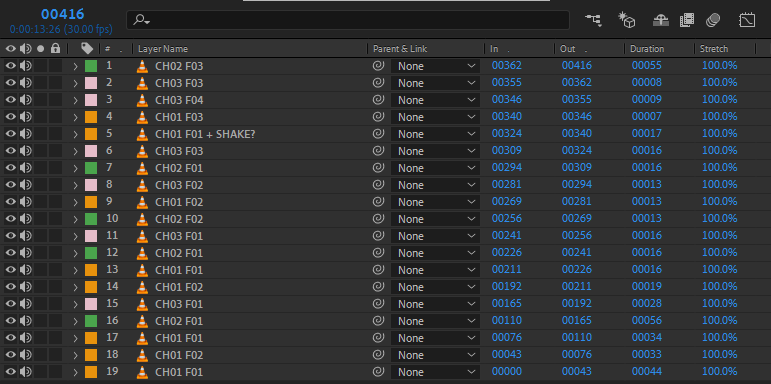 00416
0:00:13:26 (30.00 fps)
# . Layer Name Parent & Link In . Out . Duration Stretch
1 CH02 F03 None 00362 00416 00055 100.0%
2 CH03 F03 None 00355 00362 00008 100.0%
3 CH03 F04 None 00346 00355 00009 100.0%
4 CH01 F03 None 00340 00346 00007 100.0%
5 CH01 F01 + SHAKE? None 00324 00340 00017 100.0%
6 CH03 F03 None 00309 00324 00016 100.0%
7 CH02 F01 None 00294 00309 00016 100.0%
8 CH03 F02 None 00281 00294 00013 100.0%
9 CH01 F02 None 00269 00281 00013 100.0%
10 CH02 F02 None 00256 00269 00013 100.0%
11 CH03 F01 None 00241 00256 00016 100.0%
12 CH02 F01 None 00226 00241 00016 100.0%
13 CH01 F01 None 00211 00226 00016 100.0%
14 CH01 F02 None 00192 00211 00019 100.0%
15 CH03 F01 None 00165 00192 00028 100.0%
16 CH02 F01 None 00110 00165 00056 100.0%
17 CH01 F01 None 00076 00110 00034 100.0%
18 CH01 F02 None 00043 00076 00033 100.0%
19 CH01 F01 None 00000 00043 00044 100.0%